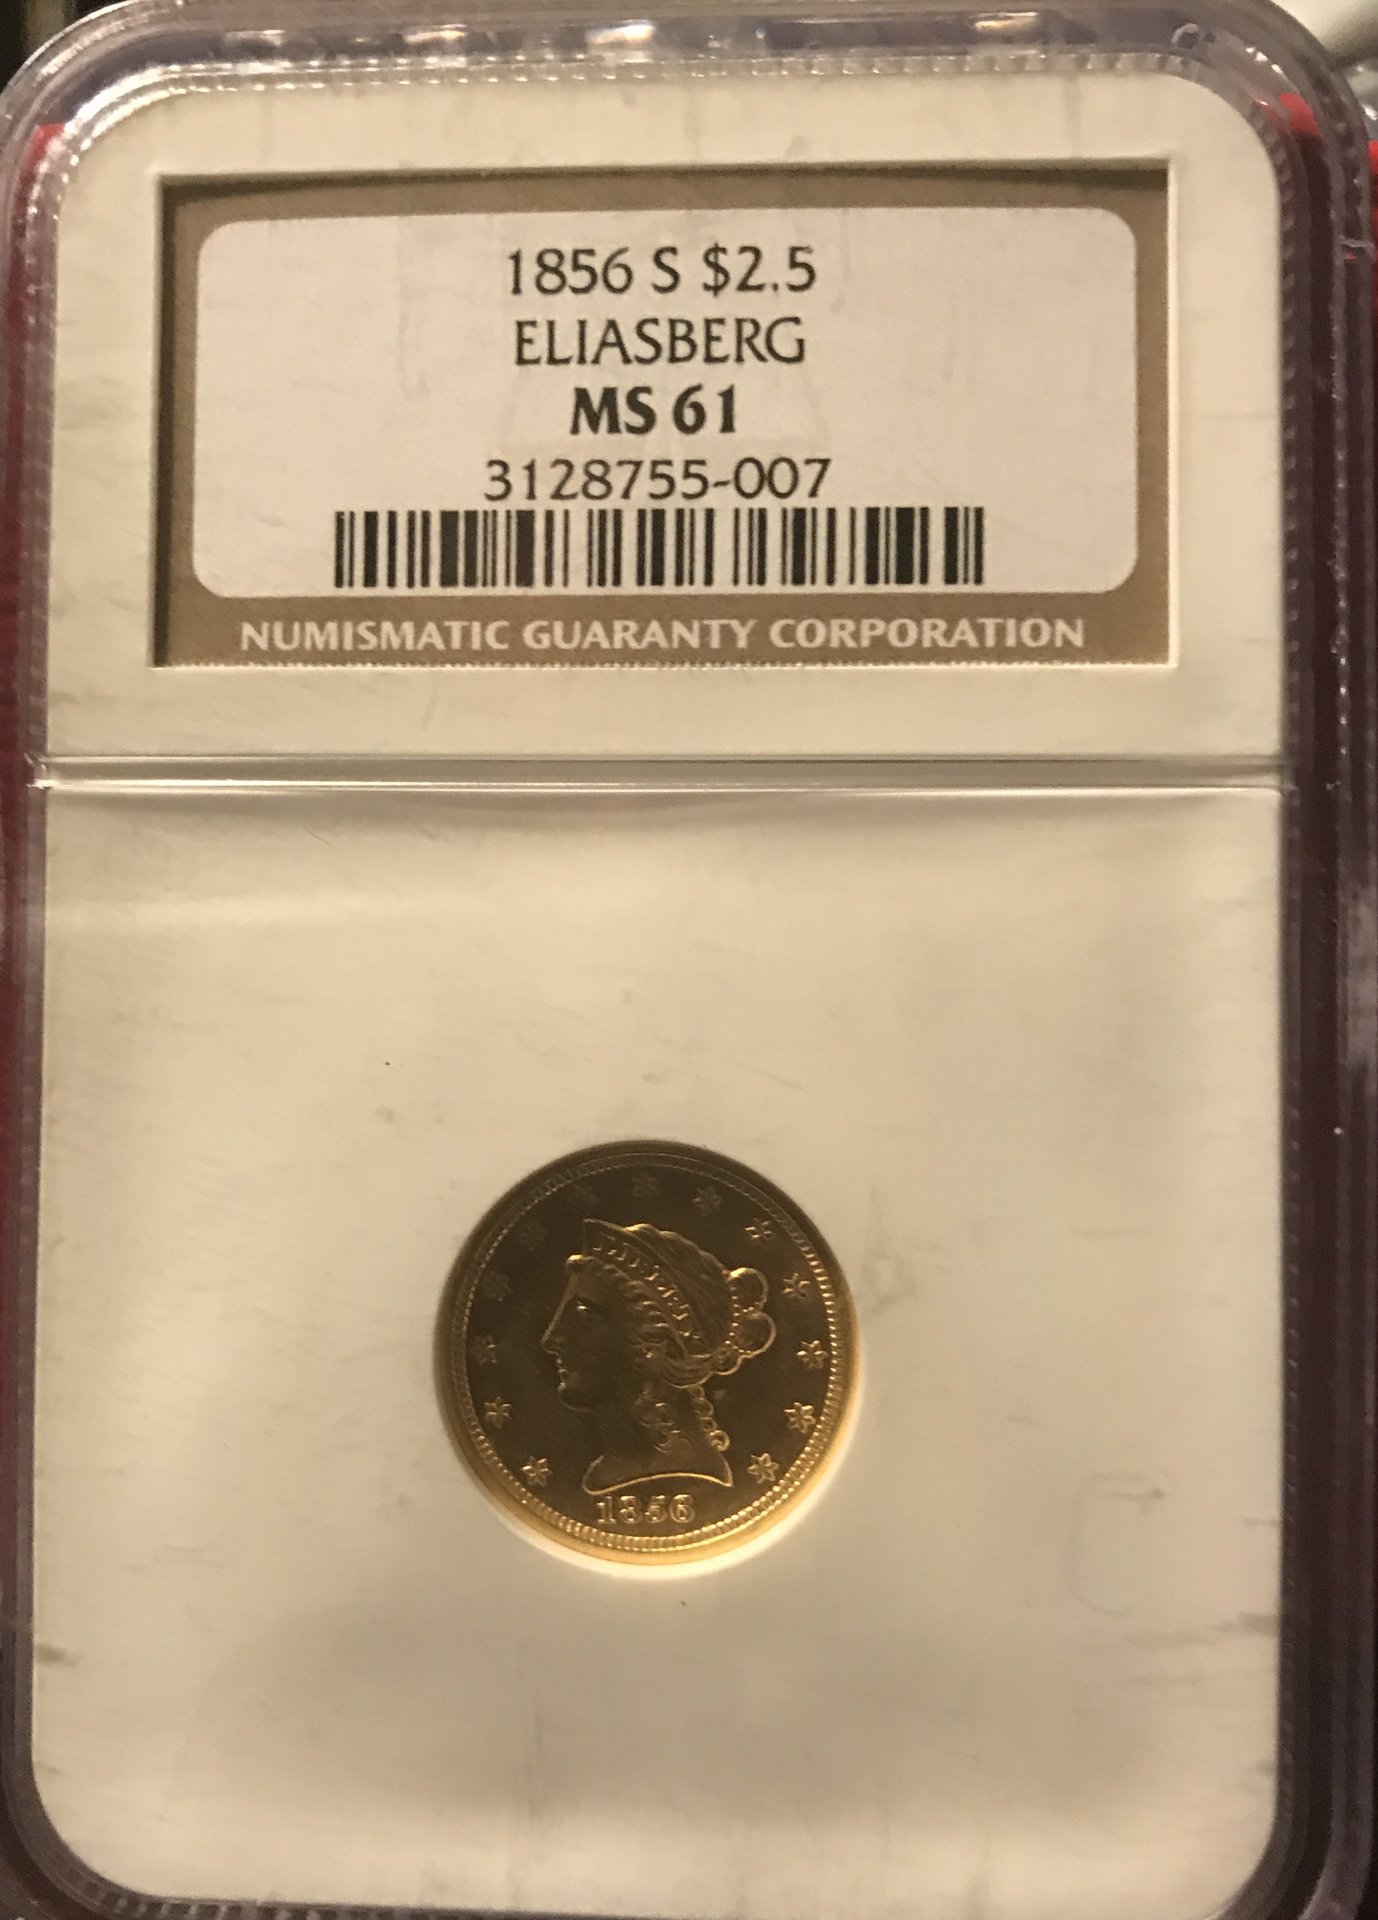 1856 S $2.5
ELIASBERG
MS 61
3128755-007
NUMISMATIC GUARANTY CORPORATION
LIBERTY
1856